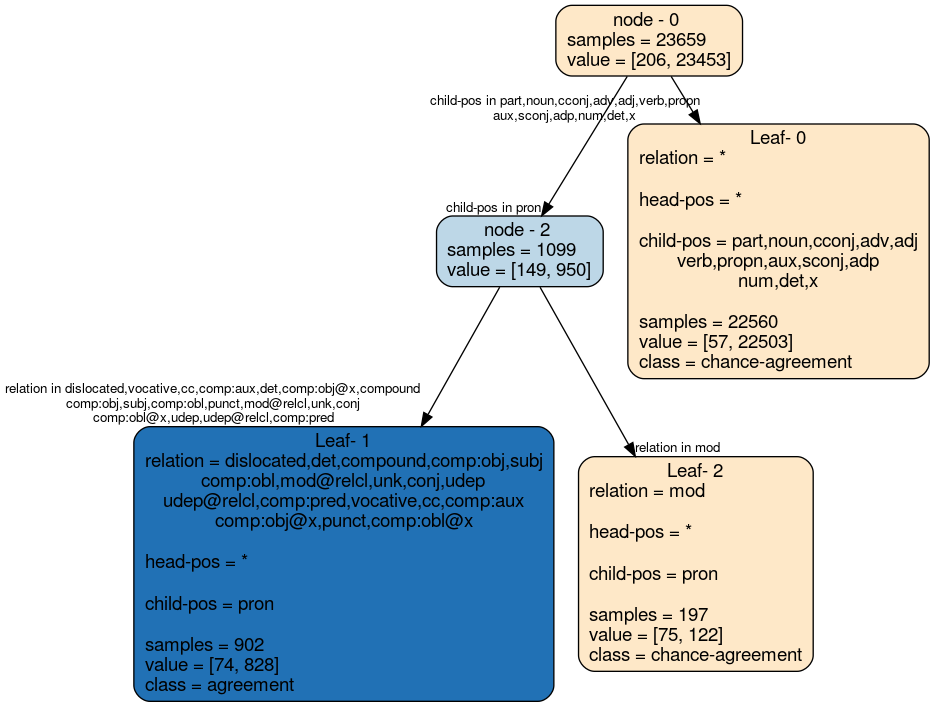 node - 0
samples = 23659
value = [206, 23453]
child-pos in part,noun,cconj,adv,adj,verb,propn
aux,sconj,adp,num,det,x
Leaf- 0
relation = *
head-pos = *
child-pos = part,noun,cconj,adv,adj
verb,propn,aux,sconj,adp
num,det,x
samples = 22560
value = [57, 22503]
class = chance-agreement
child-pos in pron
node - 2
samples = 1099
value = [149, 950]
relation in dislocated,vocative,cc,comp:aux,det,comp:obj@x,compound
comp:obj,subj,comp:obl,punct,mod@relcl,unk,conj
comp:obl@x,udep,udep@relcl,comp:pred
Leaf- 1
relation = dislocated,det,compound,comp:obj,subj
comp:obl,mod@relcl,unk,conj,udep
udep@relcl,comp:pred,vocative,cc,comp:aux
comp:obj@x,punct,comp:obl@x
head-pos = *
child-pos = pron
samples = 902
value = [74, 828]
class = agreement
relation in mod
Leaf- 2
relation = mod
head-pos = *
child-pos = pron
samples = 197
value = [75, 122]
class = chance-agreement